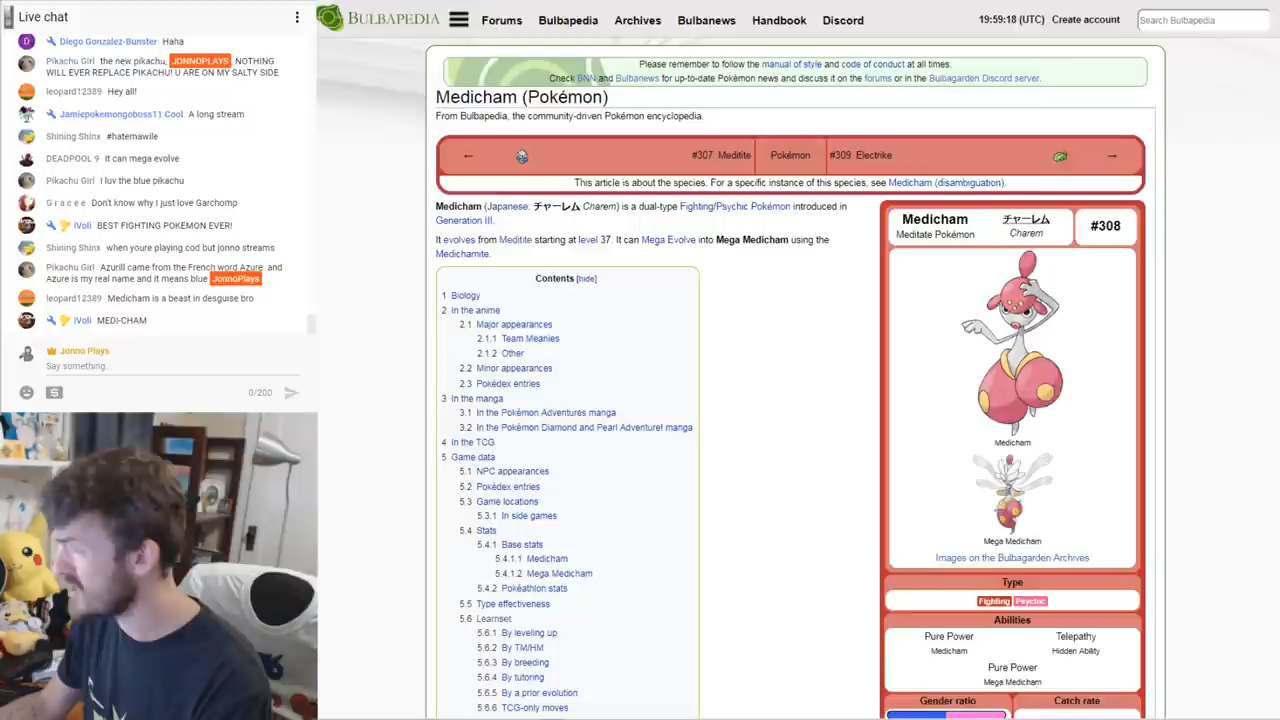 Live chat
Diego Gonzalez-Bunster Haha
Pikachu Girl the new pikachu, JONNOPLAYS , NOTHING
WILL EVER REPLACE PIKACHU! U ARE ON MY SALTY SIDE
leopard12389 Hey all!
Jamiepokemongoboss11 Cool A long stream
Shining Shinx #hatemawile
DEADPOOL 9 it can mega evolve
Pikachu Girl I luv the blue pikachu
G r a c e e Don't know why I just love Garchomp
iVoli BEST FIGHTING POKEMON EVER!
Shining Shinx when youre playing cod but jonno streams
Pikachu Girl Azurill came from the French word Azure, and
Azure is my real name and it means blue JonnoPlays
leopard12389 Medicham is a beast in desguise bro
iVoli MEDI-CHAM
Jonno Plays
Say something...
0/200
BULBAPEDIA Forums Bulbapedia Archives Bulbanews Handbook Discord 19:59:18 (UTC) Create account Search Bulbapedia
Please remember to follow the manual of style and code of conduct at all times.
Check BNN and Bulbanews for up-to-date Pokémon news and discuss it on the forums or in the Bulbagarden Discord server.
Medicham (Pokémon)
From Bulbapedia, the community-driven Pokémon encyclopedia.
← #307 Meditite Pokémon #309 Electrike →
This article is about the species. For a specific instance of this species, see Medicham (disambiguation).
Medicham (Japanese: チャーレム Charem) is a dual-type Fighting/Psychic Pokémon introduced in
Generation III.
It evolves from Meditite starting at level 37. It can Mega Evolve into Mega Medicham using the
Medichamite.
Contents [hide]
1 Biology
2 In the anime
2.1 Major appearances
2.1.1 Team Meanies
2.1.2 Other
2.2 Minor appearances
2.3 Pokédex entries
3 In the manga
3.1 In the Pokémon Adventures manga
3.2 In the Pokémon Diamond and Pearl Adventure! manga
4 In the TCG
5 Game data
5.1 NPC appearances
5.2 Pokédex entries
5.3 Game locations
5.3.1 In side games
5.4 Stats
5.4.1 Base stats
5.4.1.1 Medicham
5.4.1.2 Mega Medicham
5.4.2 Pokéathlon stats
5.5 Type effectiveness
5.6 Learnset
5.6.1 By leveling up
5.6.2 By TM/HM
5.6.3 By breeding
5.6.4 By tutoring
5.6.5 By a prior evolution
5.6.6 TCG-only moves
Medicham チャーレム #308
Meditate Pokémon Charem
Medicham
Mega Medicham
Images on the Bulbagarden Archives
Type
Fighting Psychic
Abilities
Pure Power Telepathy
Medicham Hidden Ability
Pure Power
Mega Medicham
Gender ratio Catch rate